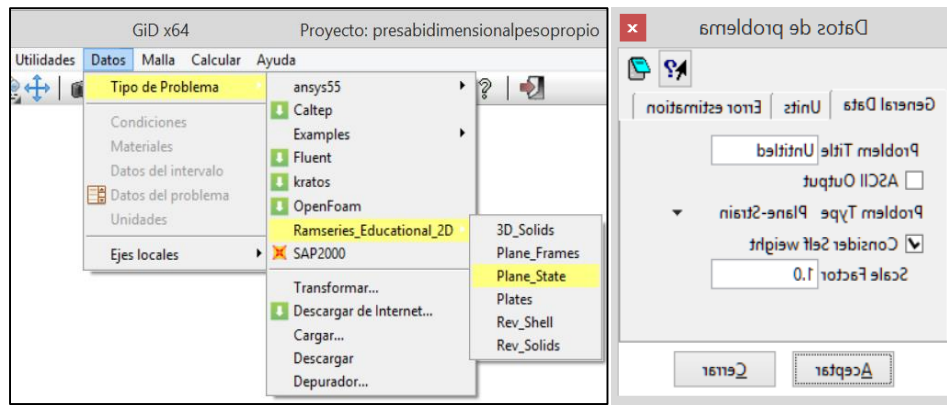 GiD x64 Proyecto: presabidimensionalpesopropio
Utilidades Datos Malla Calcular Ayuda
Tipo de Problema
Condiciones
Materiales
Datos del intervalo
Datos del problema
Unidades
Ejes locales
ansys55
Caltep
Examples
Fluent
kratos
OpenFoam
Ramseries_Educational_2D
SAP2000
Transformar...
Descargar de Internet...
Cargar...
Descargar
Depurador...
3D_Solids
Plane_Frames
Plane_State
Plates
Rev_Shell
Rev_Solids
Datos de problema
General Data Units Error estimation
Problem Title Untitled
ASCII Output
Problem Type Plane-Strain
Consider Self weight
Scale Factor 1.0
Aceptar Cerrar